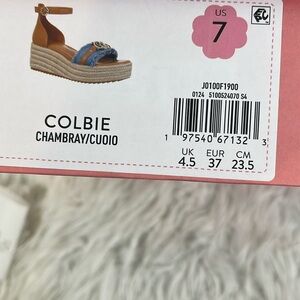 US
7
J0100F1900
0124 5100524070 S4
COLBIE
CHAMBRAY/CUOIO
1 97540 67132 3
UK EUR CM
4.5 37 23.5